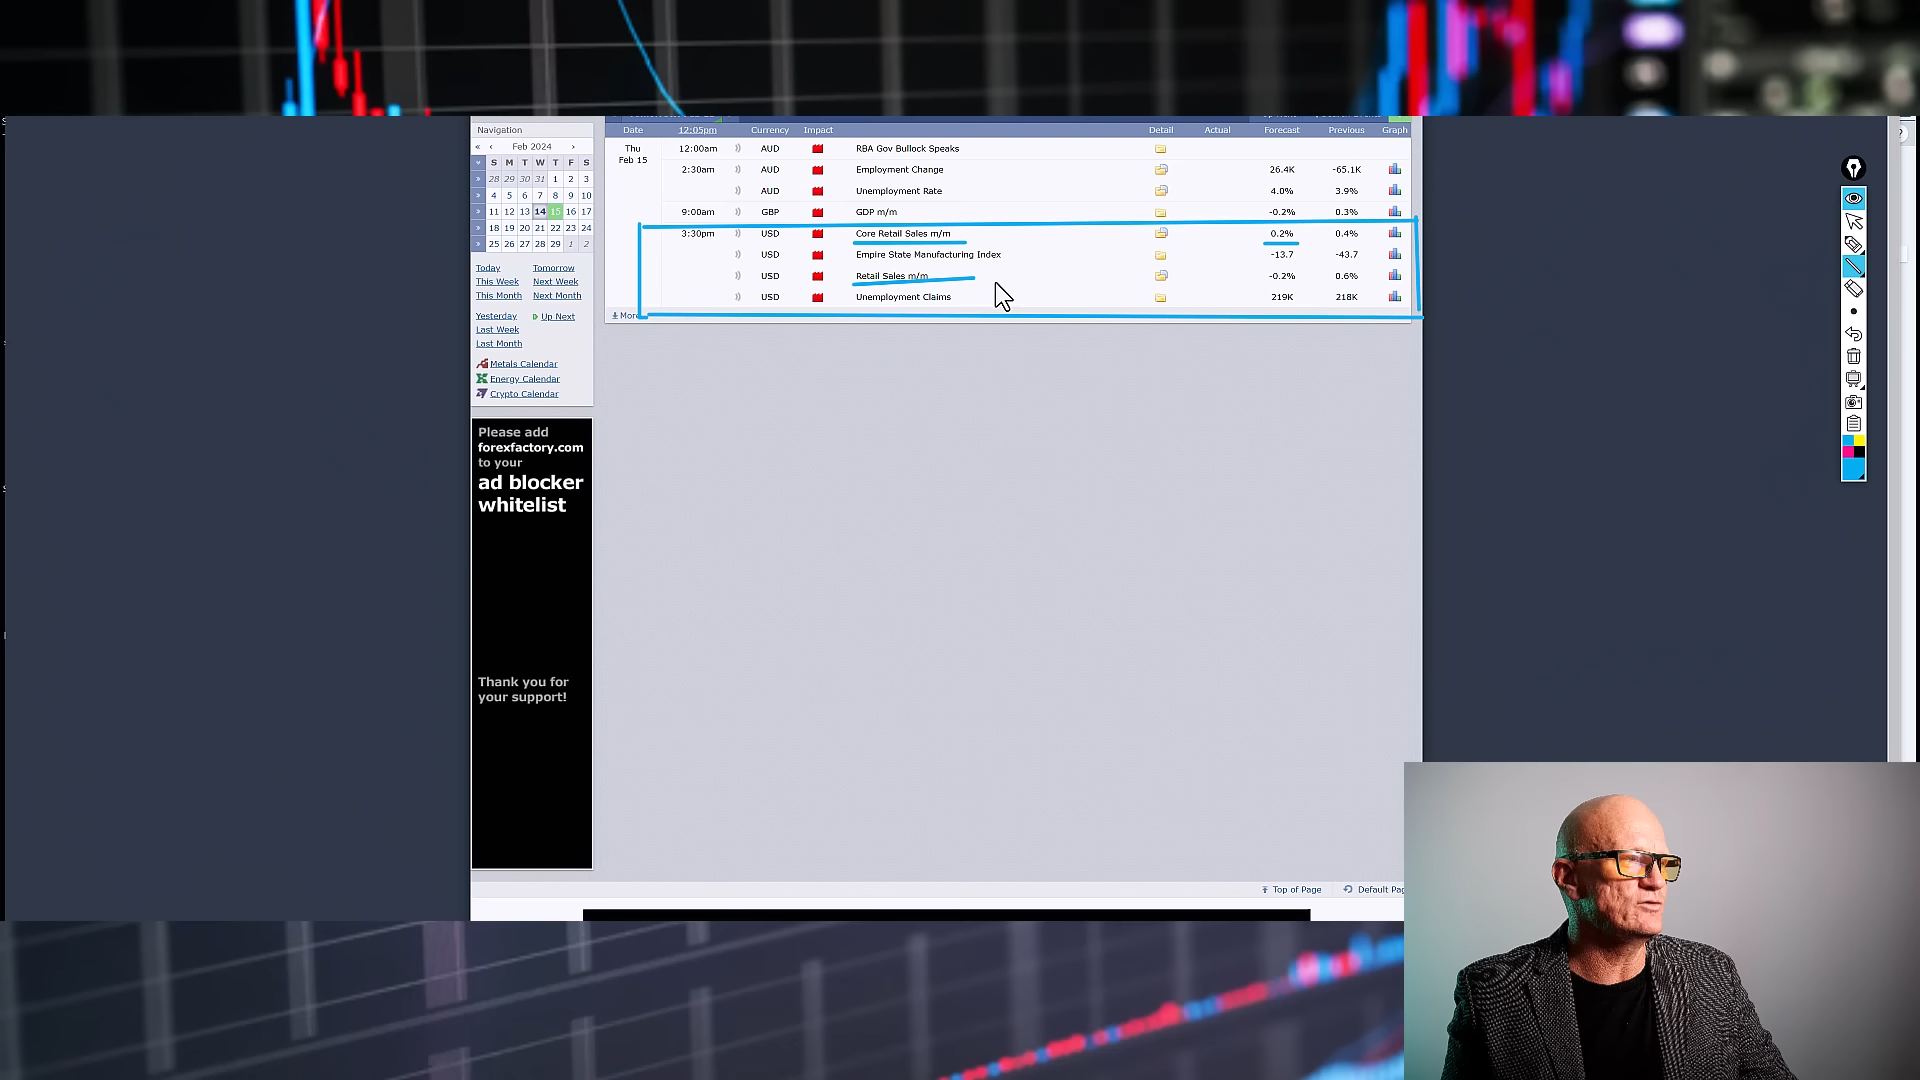 Navigation
Date 12:05pm Currency Impact Detail Actual Forecast Previous Graph
« ‹ Feb 2024 ›
S M T W T F S
28 29 30 31 1 2 3
4 5 6 7 8 9 10
11 12 13 14 15 16 17
18 19 20 21 22 23 24
25 26 27 28 29 1 2
Today Tomorrow
This Week Next Week
This Month Next Month
Yesterday Up Next
Last Week
Last Month
Metals Calendar
Energy Calendar
Crypto Calendar
Thu
Feb 15
12:00am AUD RBA Gov Bullock Speaks
2:30am AUD Employment Change 26.4K -65.1K
AUD Unemployment Rate 4.0% 3.9%
9:00am GBP GDP m/m -0.2% 0.3%
3:30pm USD Core Retail Sales m/m 0.2% 0.4%
USD Empire State Manufacturing Index -13.7 -43.7
USD Retail Sales m/m -0.2% 0.6%
USD Unemployment Claims 219K 218K
More
Please add
forexfactory.com
to your
ad blocker
whitelist
Thank you for
your support!
Top of Page Default Pag